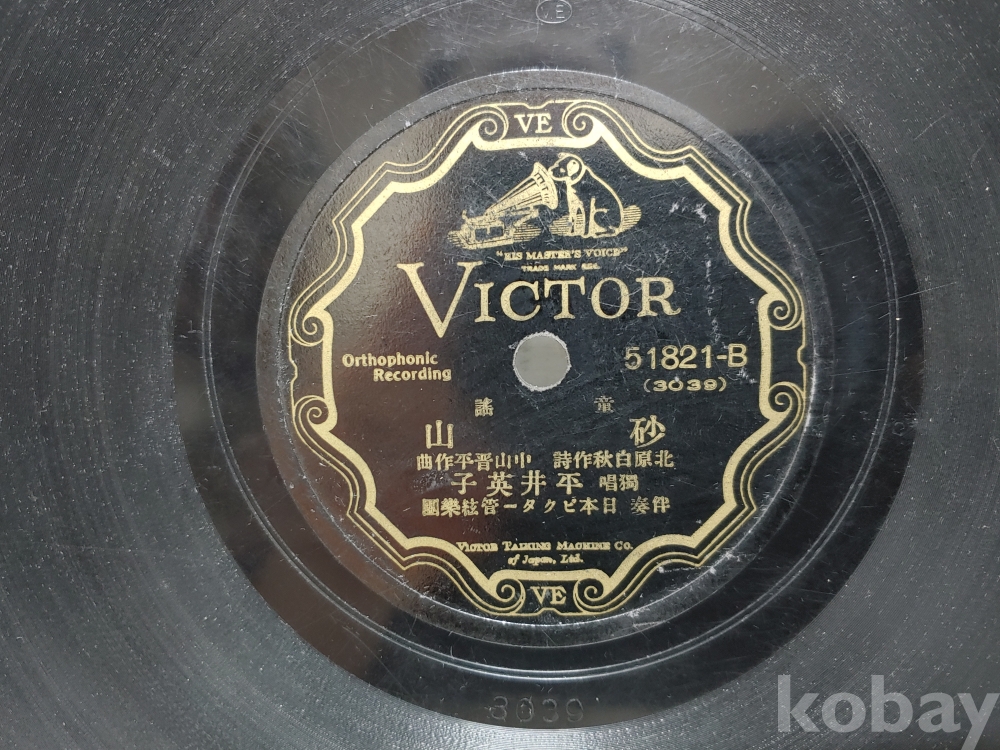 VE
VE
"HIS MASTER'S VOICE"
TRADE MARK REG.
VICTOR
Orthophonic
Recording
51821-B
(3039)
童謠
砂山
北原白秋作詩 中山晋平作曲
獨唱 平井英子
伴奏 日本ビクター管絃樂團
VICTOR TALKING MACHINE CO.
of Japan, Ltd.
VE
3039
kobay